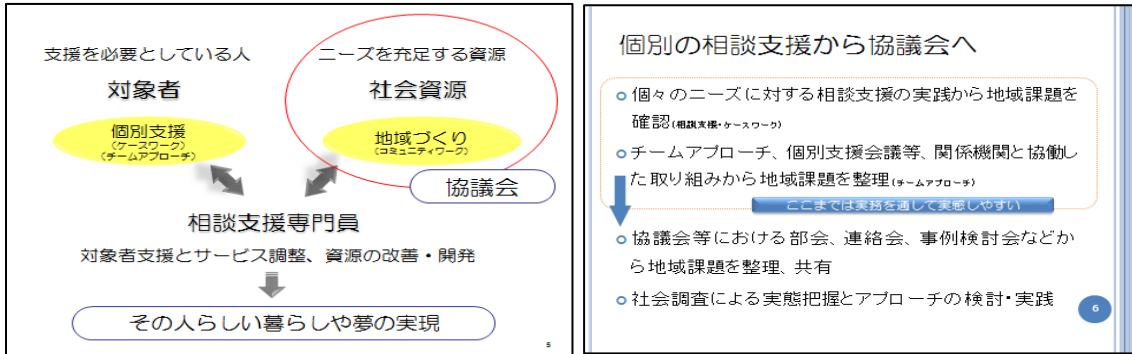 支援を必要としている人
対象者
個別支援
(ケースワーク)
(チームアプローチ)
ニーズを充足する資源
社会資源
地域づくり
(コミュニティワーク)
協議会
相談支援専門員
対象者支援とサービス調整、資源の改善・開発
その人らしい暮らしや夢の実現
5
個別の相談支援から協議会へ
個々のニーズに対する相談支援の実践から地域課題を
確認(相談支援・ケースワーク)
チームアプローチ、個別支援会議等、関係機関と協働し
た取り組みから地域課題を整理(チームアプローチ)
ここまでは実務を通して実感しやすい
協議会等における部会、連絡会、事例検討会などか
ら地域課題を整理、共有
社会調査による実態把握とアプローチの検討・実践
6